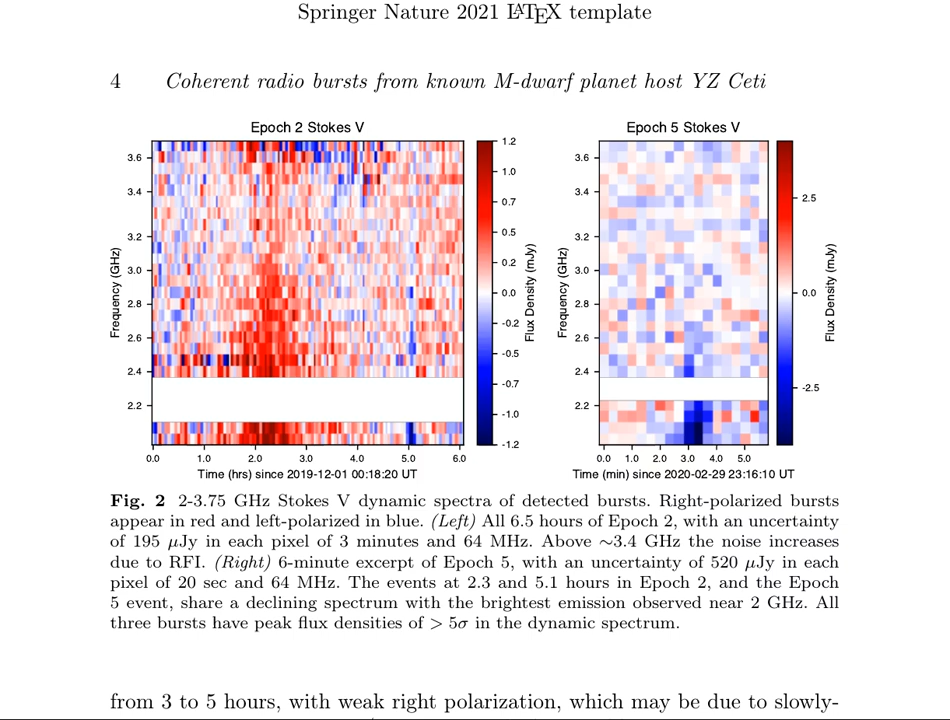 Springer Nature 2021 LATEX template
4 Coherent radio bursts from known M-dwarf planet host YZ Ceti
Epoch 2 Stokes V
3.6
3.4
3.2
3.0
2.8
2.6
2.4
2.2
Frequency (GHz)
0.0 1.0 2.0 3.0 4.0 5.0 6.0
Time (hrs) since 2019-12-01 00:18:20 UT
1.2
1.0
0.7
0.5
0.2
0.0
-0.2
-0.5
-0.7
-1.0
-1.2
Flux Density (mJy)
Epoch 5 Stokes V
3.6
3.4
3.2
3.0
2.8
2.6
2.4
2.2
Frequency (GHz)
0.0 1.0 2.0 3.0 4.0 5.0
Time (min) since 2020-02-29 23:16:10 UT
2.5
0.0
-2.5
Flux Density (mJy)
Fig. 2 2-3.75 GHz Stokes V dynamic spectra of detected bursts. Right-polarized bursts
appear in red and left-polarized in blue. (Left) All 6.5 hours of Epoch 2, with an uncertainty
of 195 μJy in each pixel of 3 minutes and 64 MHz. Above ∼3.4 GHz the noise increases
due to RFI. (Right) 6-minute excerpt of Epoch 5, with an uncertainty of 520 μJy in each
pixel of 20 sec and 64 MHz. The events at 2.3 and 5.1 hours in Epoch 2, and the Epoch
5 event, share a declining spectrum with the brightest emission observed near 2 GHz. All
three bursts have peak flux densities of > 5σ in the dynamic spectrum.
from 3 to 5 hours, with weak right polarization, which may be due to slowly-